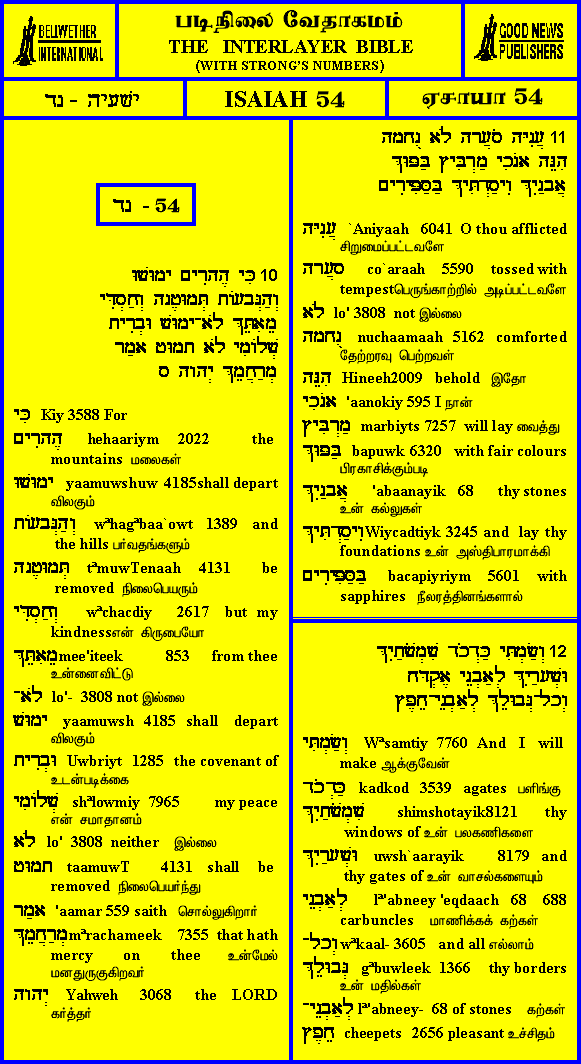 BELLWETHER
INTERNATIONAL
படிநிலை வேதாகமம்
THE INTERLAYER BIBLE
(WITH STRONG'S NUMBERS)
GOOD NEWS
PUBLISHERS
ישעיה - נד
ISAIAH 54
ஏசாயா 54
54 - נד
10 כִּי הֶהָרִים יָמוּשׁוּ
וְהַגְּבָעוֹת תְּמוּטֶנָה וְחַסְדִּי
מֵאִתֵּךְ לֹא־יָמוּשׁ וּבְרִית
שְׁלוֹמִי לֹא תָמוּט אָמַר
מְרַחֲמֵךְ יְהוָה ס
כִּי Kiy 3588 For
הֶהָרִים hehaariym 2022 the
mountains மலைகள்
יָמוּשׁוּ yaamuwshuw 4185shall depart
விலகும்
וְהַגְּבָעוֹת wªhagªbaa`owt 1389 and
the hills பர்வதங்களும்
תְּמוּטֶנָה tªmuwTenaah 4131 be
removed நிலைபெயரும்
וְחַסְדִּי wªchacdiy 2617 but my
kindnessஎன் கிருபையோ
מֵאִתֵּךְ mee'iteek 853 from thee
உன்னைவிட்டு
לֹא־ lo'- 3808 not இல்லை
יָמוּשׁ yaamuwsh 4185 shall depart
விலகும்
וּבְרִית Uwbriyt 1285 the covenant of
உடன்படிக்கை
שְׁלוֹמִי shªlowmiy 7965 my peace
என் சமாதானம்
לֹא lo' 3808 neither இல்லை
תָמוּט taamuwT 4131 shall be
removed நிலைபெயர்ந்து
אָמַר 'aamar 559 saith சொல்லுகிறார்
מְרַחֲמֵךְ mªrachameek 7355 that hath
mercy on thee உன்மேல்
மனதுருகுகிறவர்
יְהוָה Yahweh 3068 the LORD
கர்த்தர்
11 עֲנִיָּה סֹעֲרָה לֹא נֻחָמָה
הִנֵּה אָנֹכִי מַרְבִּיץ בַּפּוּךְ
אֲבָנַיִךְ וִיסַדְתִּיךְ בַּסַּפִּירִים
עֲנִיָּה `Aniyaah 6041 O thou afflicted
சிறுமைப்பட்டவளே
סֹעֲרָה co`araah 5590 tossed with
tempestபெருங்காற்றில் அடிப்பட்டவளே
לֹא lo' 3808 not இல்லை
נֻחָמָה nuchaamaah 5162 comforted
தேற்றரவு பெற்றவள்
הִנֵּה Hineeh2009 behold இதோ
אָנֹכִי 'aanokiy 595 I நான்
מַרְבִּיץ marbiyts 7257 will lay வைத்து
בַּפּוּךְ bapuwk 6320 with fair colours
பிரகாசிக்கும்படி
אֲבָנַיִךְ 'abaanayik 68 thy stones
உன் கல்லுகள்
וִיסַדְתִּיךְ Wiycadtiyk 3245 and lay thy
foundations உன் அஸ்திபாரமாக்கி
בַּסַּפִּירִים bacapiyriym 5601 with
sapphires நீலரத்தினங்களால்
12 וְשַׂמְתִּי כַּדְכֹד שִׁמְשֹׁתַיִךְ
וּשְׁעָרַיִךְ לְאַבְנֵי אֶקְדָּח
וְכָל־גְּבוּלֵךְ לְאַבְנֵי־חֵפֶץ
וְשַׂמְתִּי Wªsamtiy 7760 And I will
make ஆக்குவேன்
כַּדְכֹד kadkod 3539 agates பளிங்கு
שִׁמְשֹׁתַיִךְ shimshotayik8121 thy
windows of உன் பலகணிகளை
וּשְׁעָרַיִךְ uwsh`aarayik 8179 and
thy gates of உன் வாசல்களையும்
לְאַבְנֵי lª'abneey 'eqdaach 68 688
carbuncles மாணிக்கக் கற்கள்
וְכָל־ wªkaal- 3605 and all எல்லாம்
גְּבוּלֵךְ gªbuwleek 1366 thy borders
உன் மதில்கள்
לְאַבְנֵי־ lª'abneey- 68 of stones கற்கள்
חֵפֶץ cheepets 2656 pleasant உச்சிதம்